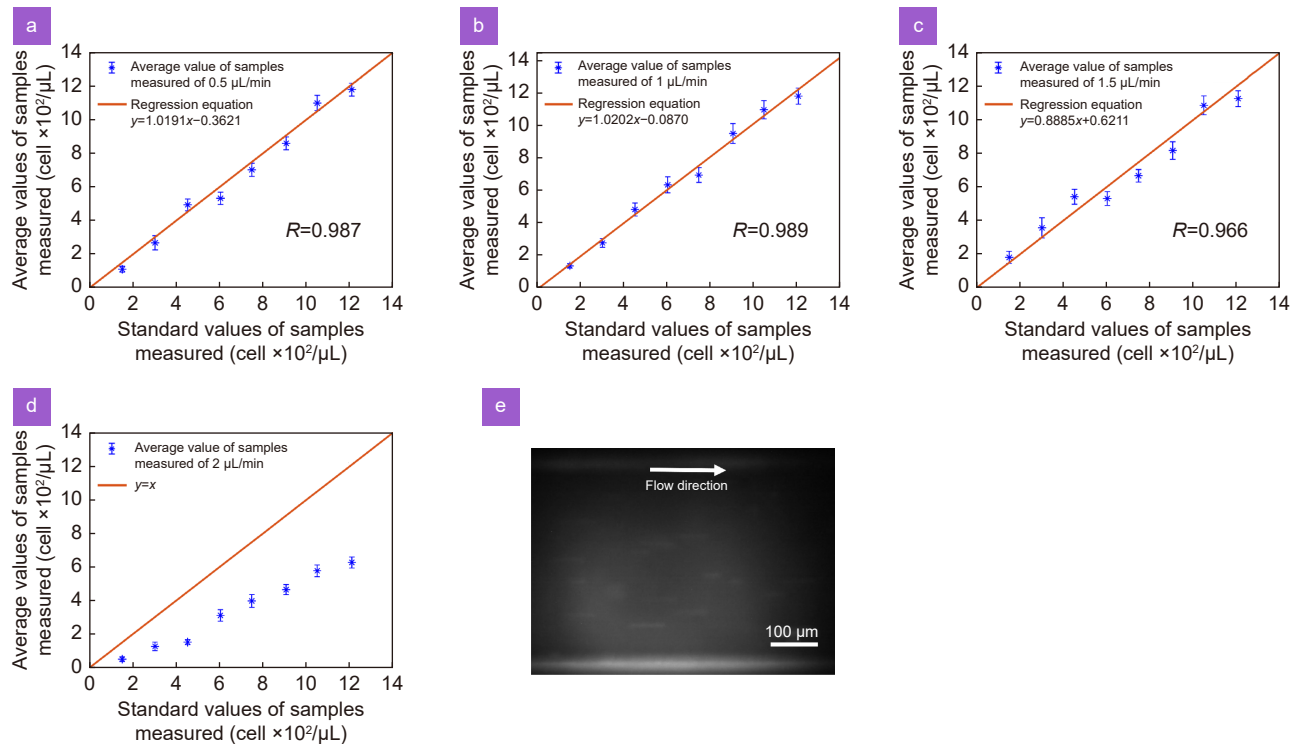 a
14
12
10
8
6
4
2
0
0 2 4 6 8 10 12 14
Average values of samples
measured (cell ×10²/μL)
Average value of samples
measured of 0.5 μL/min
Regression equation
y=1.0191x−0.3621
R=0.987
Standard values of samples
measured (cell ×10²/μL)
b
14
12
10
8
6
4
2
0
0 2 4 6 8 10 12 14
Average values of samples
measured (cell ×10²/μL)
Average value of samples
measured of 1 μL/min
Regression equation
y=1.0202x−0.0870
R=0.989
Standard values of samples
measured (cell ×10²/μL)
c
14
12
10
8
6
4
2
0
0 2 4 6 8 10 12 14
Average values of samples
measured (cell ×10²/μL)
Average value of samples
measured of 1.5 μL/min
Regression equation
y=0.8885x+0.6211
R=0.966
Standard values of samples
measured (cell ×10²/μL)
d
14
12
10
8
6
4
2
0
0 2 4 6 8 10 12 14
Average values of samples
measured (cell ×10²/μL)
Average value of samples
measured of 2 μL/min
y=x
Standard values of samples
measured (cell ×10²/μL)
e
Flow direction
100 μm